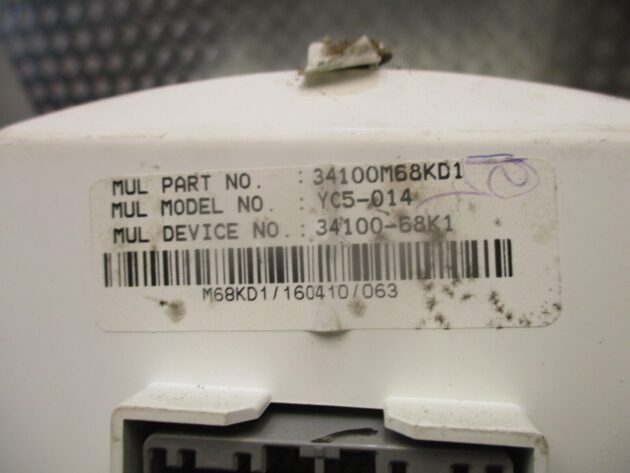 MUL PART NO. : 34100M68KD1
MUL MODEL NO. : YC5-014
MUL DEVICE NO. : 34100-68K1
M68KD1/160410/063